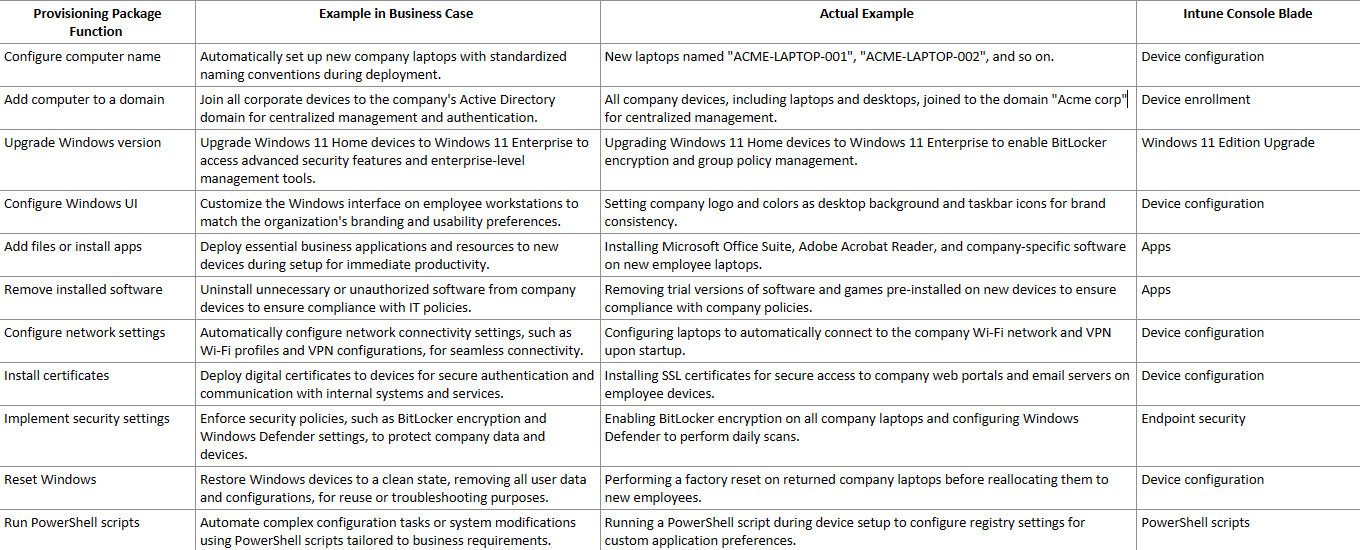 Provisioning Package
Function
Example in Business Case
Actual Example
Intune Console Blade
Configure computer name
Automatically set up new company laptops with standardized
naming conventions during deployment.
New laptops named "ACME-LAPTOP-001", "ACME-LAPTOP-002", and so on.
Device configuration
Add computer to a domain
Join all corporate devices to the company's Active Directory
domain for centralized management and authentication.
All company devices, including laptops and desktops, joined to the domain "Acme corp"
for centralized management.
Device enrollment
Upgrade Windows version
Upgrade Windows 11 Home devices to Windows 11 Enterprise to
access advanced security features and enterprise-level
management tools.
Upgrading Windows 11 Home devices to Windows 11 Enterprise to enable BitLocker
encryption and group policy management.
Windows 11 Edition Upgrade
Configure Windows UI
Customize the Windows interface on employee workstations to
match the organization's branding and usability preferences.
Setting company logo and colors as desktop background and taskbar icons for brand
consistency.
Device configuration
Add files or install apps
Deploy essential business applications and resources to new
devices during setup for immediate productivity.
Installing Microsoft Office Suite, Adobe Acrobat Reader, and company-specific software
on new employee laptops.
Apps
Remove installed software
Uninstall unnecessary or unauthorized software from company
devices to ensure compliance with IT policies.
Removing trial versions of software and games pre-installed on new devices to ensure
compliance with company policies.
Apps
Configure network settings
Automatically configure network connectivity settings, such as
Wi-Fi profiles and VPN configurations, for seamless connectivity.
Configuring laptops to automatically connect to the company Wi-Fi network and VPN
upon startup.
Device configuration
Install certificates
Deploy digital certificates to devices for secure authentication and
communication with internal systems and services.
Installing SSL certificates for secure access to company web portals and email servers on
employee devices.
Device configuration
Implement security settings
Enforce security policies, such as BitLocker encryption and
Windows Defender settings, to protect company data and
devices.
Enabling BitLocker encryption on all company laptops and configuring Windows
Defender to perform daily scans.
Endpoint security
Reset Windows
Restore Windows devices to a clean state, removing all user data
and configurations, for reuse or troubleshooting purposes.
Performing a factory reset on returned company laptops before reallocating them to
new employees.
Device configuration
Run PowerShell scripts
Automate complex configuration tasks or system modifications
using PowerShell scripts tailored to business requirements.
Running a PowerShell script during device setup to configure registry settings for
custom application preferences.
PowerShell scripts